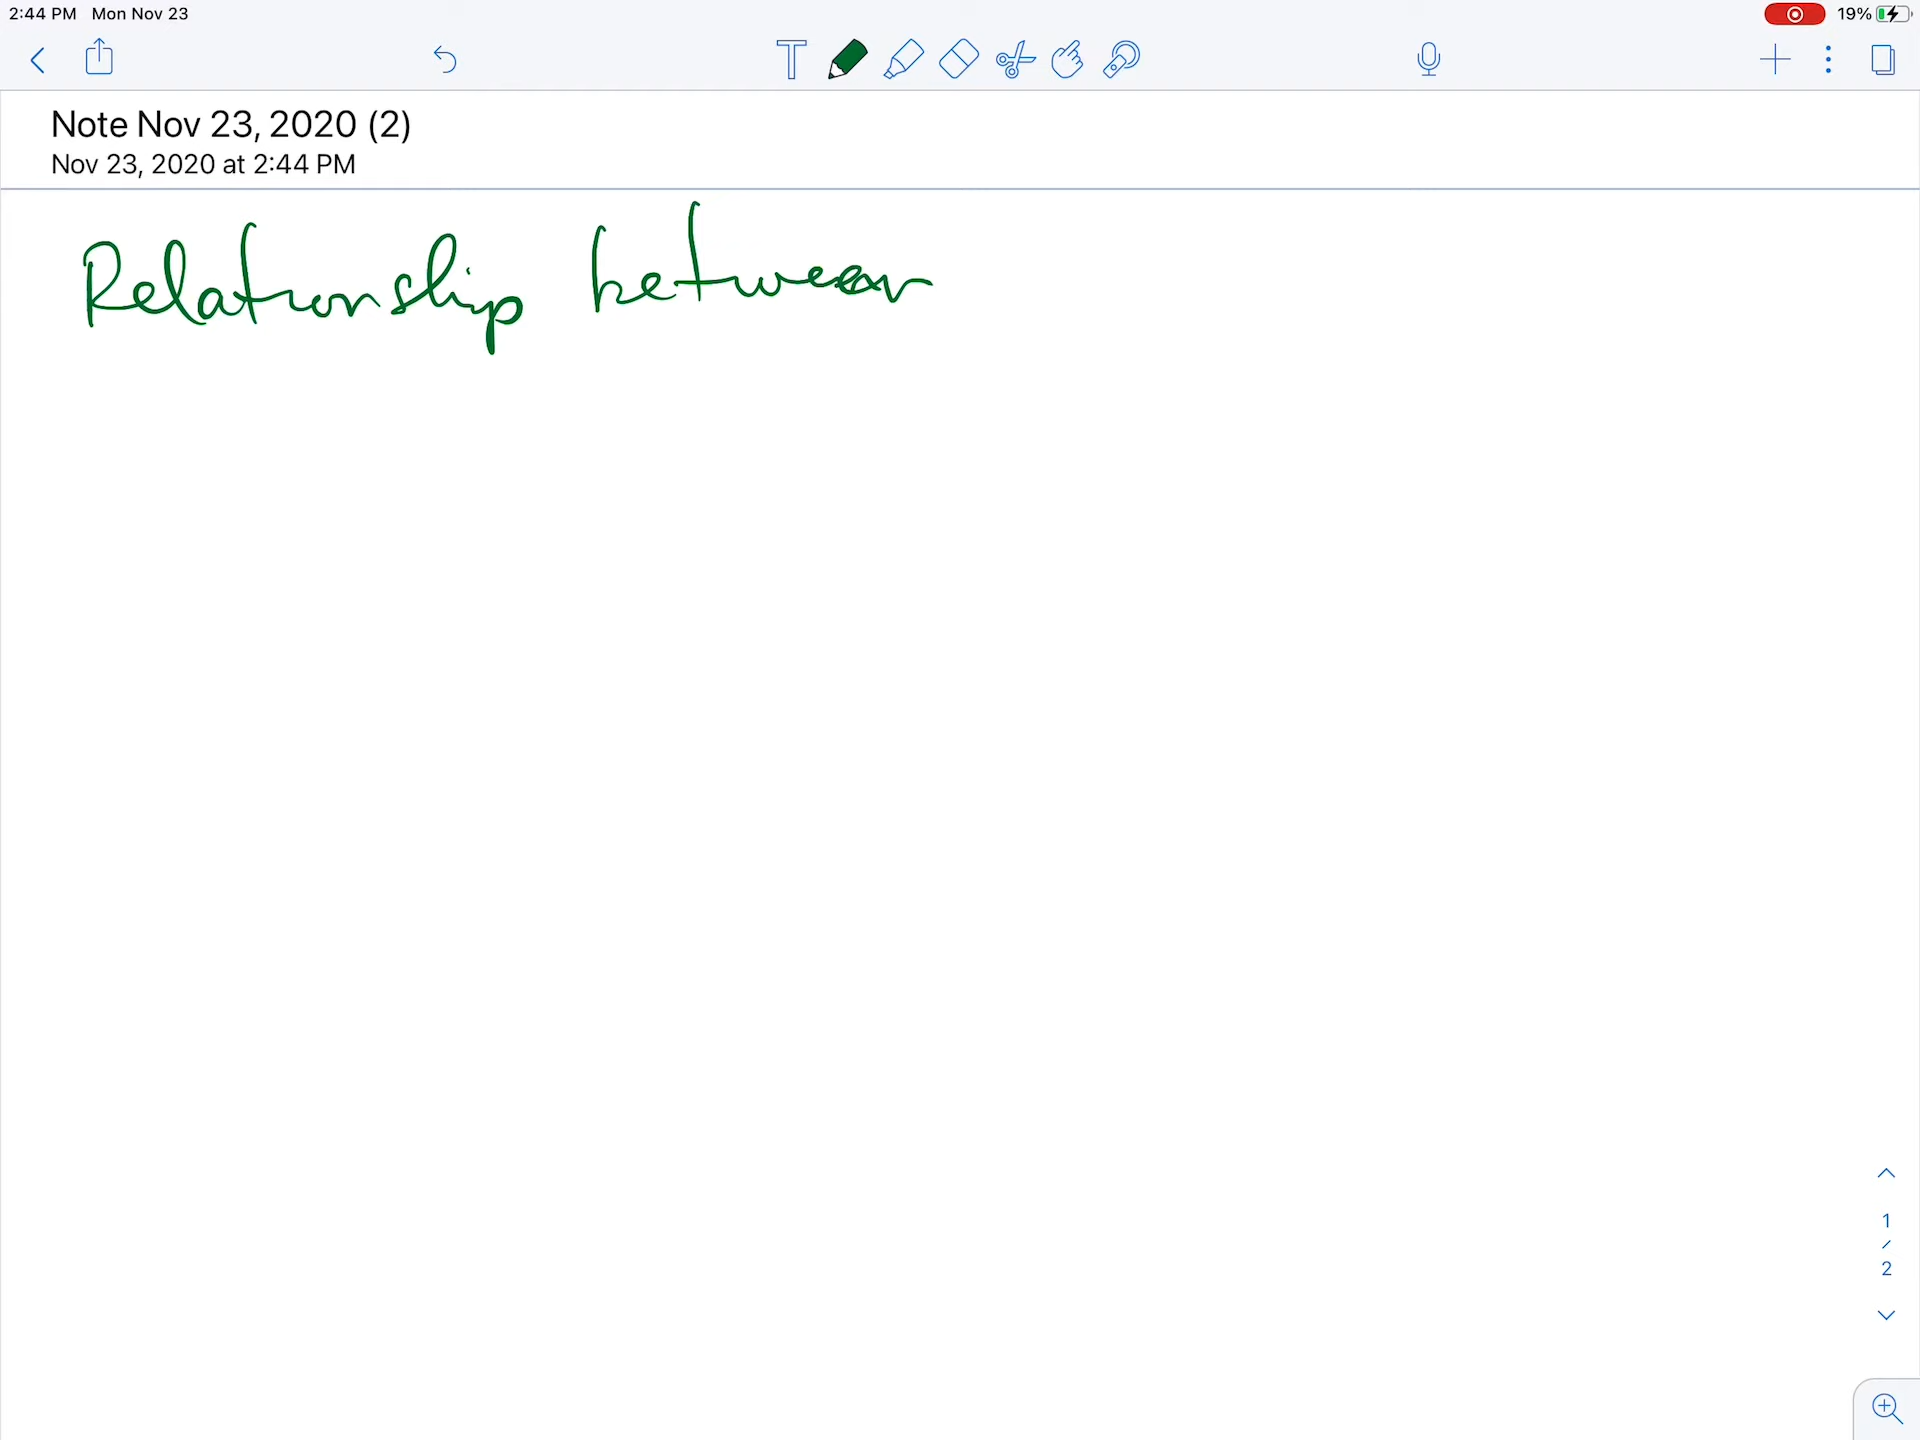 2:44 PM Mon Nov 23
19%
Note Nov 23, 2020 (2)
Nov 23, 2020 at 2:44 PM
Relationship between
1
/
2